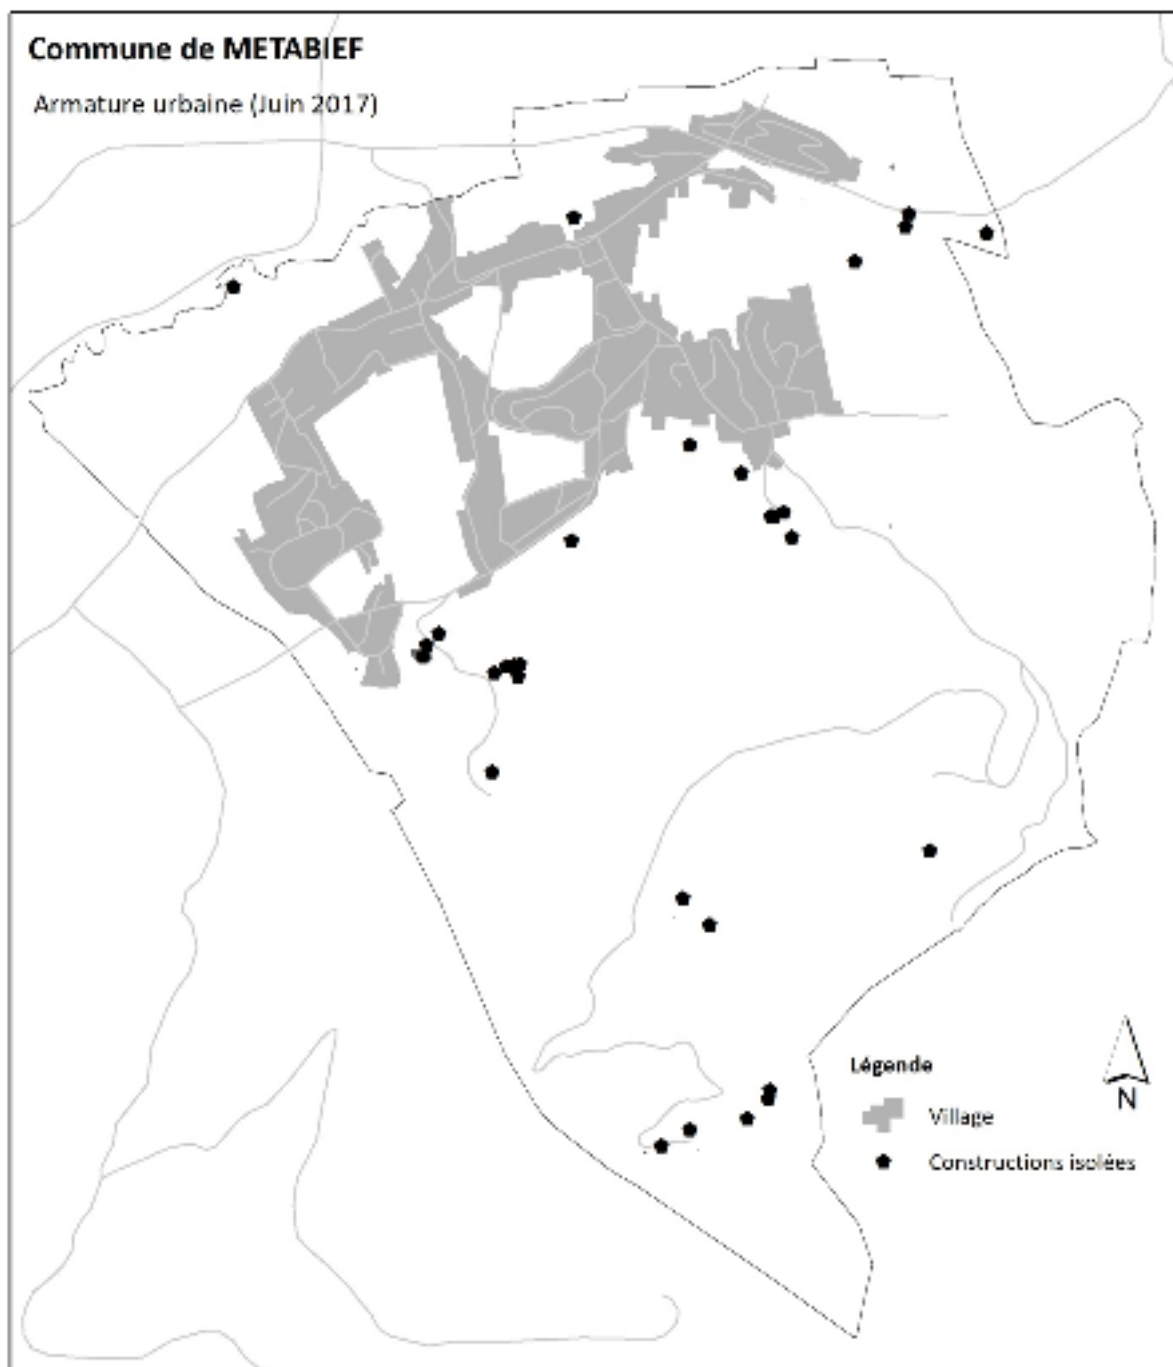 Commune de METABIEF
Armature urbaine (Juin 2017)
Légende
Village
Constructions isolées
N